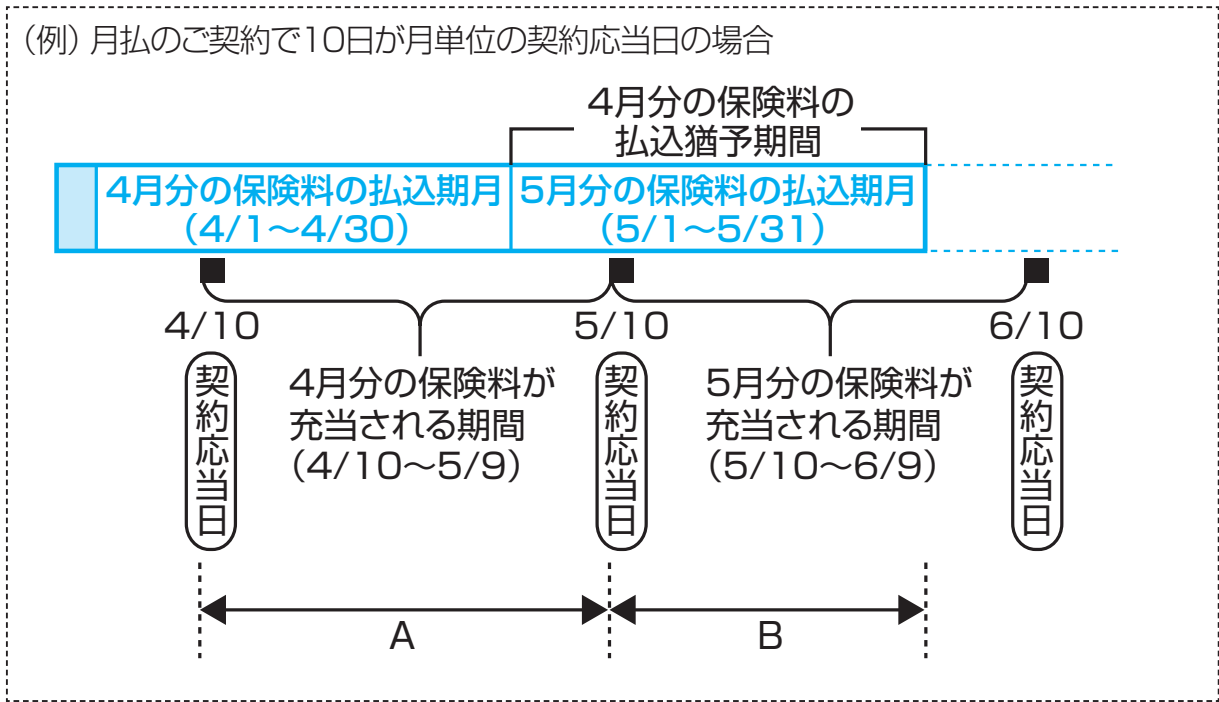 (例) 月払のご契約で10日が月単位の契約応当日の場合
4月分の保険料の
払込猶予期間
4月分の保険料の払込期月
(4/1〜4/30)
5月分の保険料の払込期月
(5/1〜5/31)
4/10
5/10
6/10
契約応当日
4月分の保険料が
充当される期間
(4/10〜5/9)
契約応当日
5月分の保険料が
充当される期間
(5/10〜6/9)
契約応当日
A
B